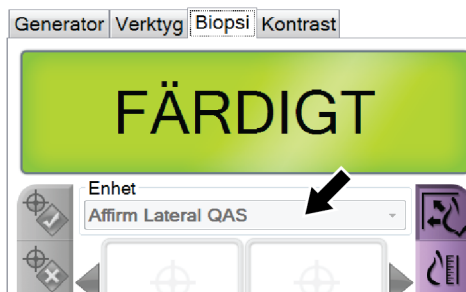 Generator Verktyg Biopsi Kontrast
FÄRDIGT
Enhet
Affirm Lateral QAS